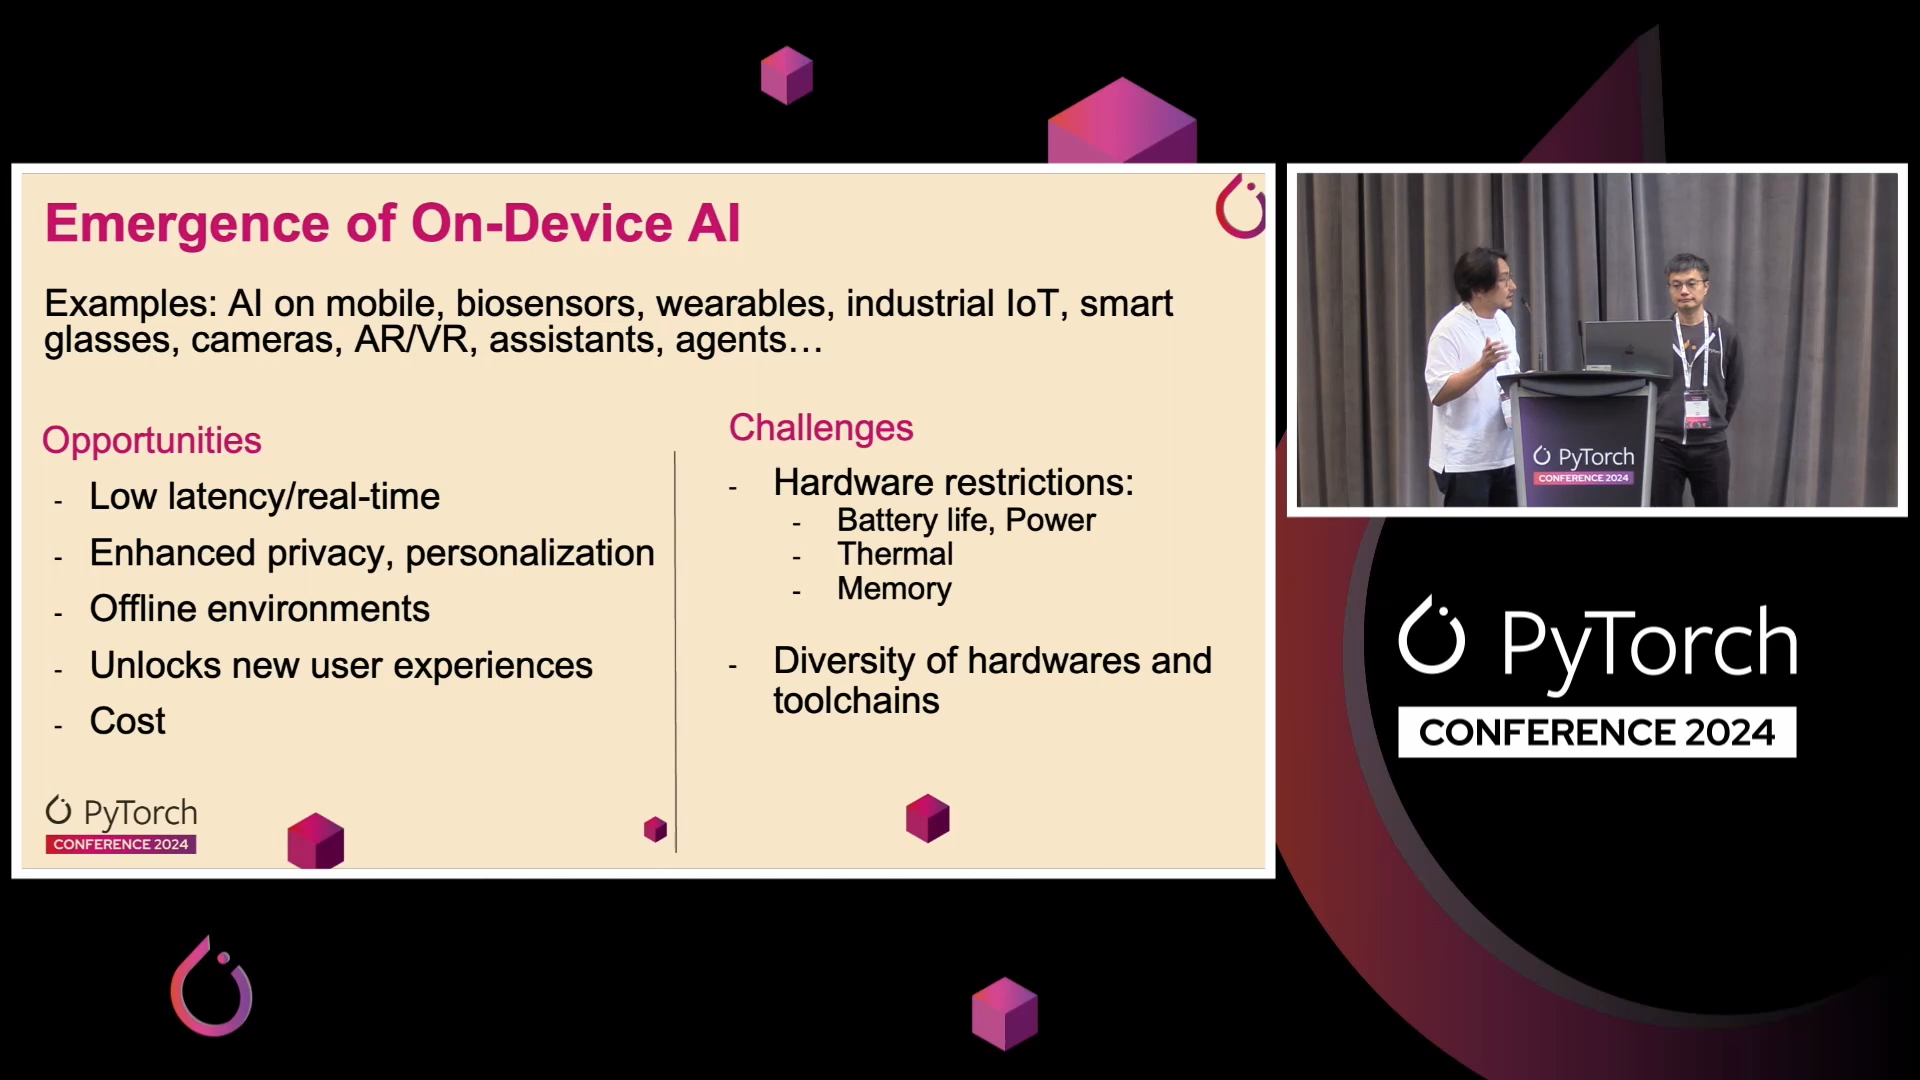 Emergence of On-Device AI
Examples: AI on mobile, biosensors, wearables, industrial IoT, smart
glasses, cameras, AR/VR, assistants, agents…
Opportunities
- Low latency/real-time
- Enhanced privacy, personalization
- Offline environments
- Unlocks new user experiences
- Cost
Challenges
- Hardware restrictions:
- Battery life, Power
- Thermal
- Memory
- Diversity of hardwares and
toolchains
PyTorch
CONFERENCE 2024
PyTorch
CONFERENCE 2024
PyTorch
CONFERENCE 2024